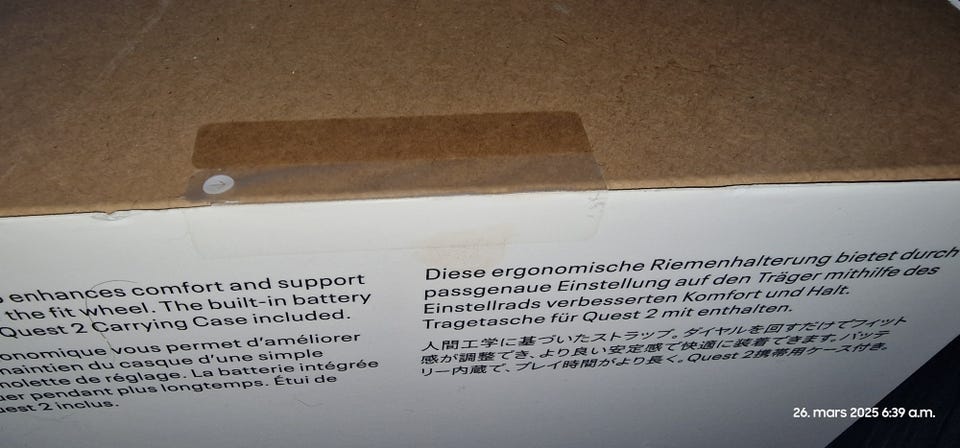 enhances comfort and support
the fit wheel. The built-in battery
Quest 2 Carrying Case included.
vous permet d'améliorer
maintien du casque d'une simple
molette de réglage. La batterie intégrée
pendant plus longtemps. Étui de
2 inclus.
Diese ergonomische Riemenhalterung bietet durch
passgenaue Einstellung auf den Träger mithilfe des
Einstellrads verbesserten Komfort und Halt.
Tragetasche für Quest 2 mit enthalten.
人間工学に基づいたストラップ。ダイヤルを回すだけでフィット
感が調整でき、より良い安定感で快適に装着できます。バッテ
リー内蔵で、プレイ時間がより長く。Quest 2携帯用ケース付き。
26. mars 2025 6:39 a.m.